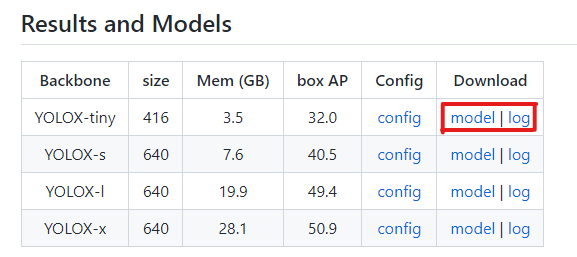 Results and Models
Backbone size Mem (GB) box AP Config Download
YOLOX-tiny 416 3.5 32.0 config model | log
YOLOX-s 640 7.6 40.5 config model | log
YOLOX-l 640 19.9 49.4 config model | log
YOLOX-x 640 28.1 50.9 config model | log